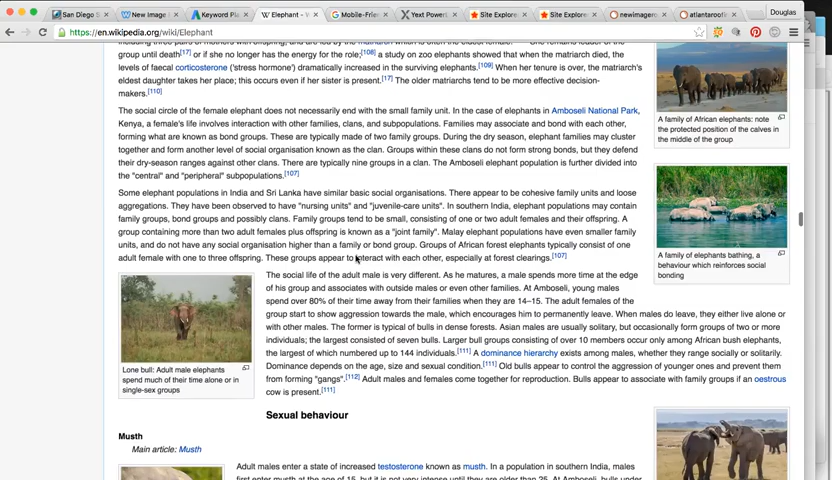 San Diego S
New Image
Keyword Pla
Elephant - W
Mobile-Frie
Yext Power
Site Explore
Site Explore
newimagero
atlantaroofin
Douglas
https://en.wikipedia.org/wiki/Elephant
group until death[17] or if she no longer has the energy for the role;[108] a study on zoo elephants showed that when the matriarch died, the
levels of faecal corticosterone ('stress hormone') dramatically increased in the surviving elephants.[109] When her tenure is over, the matriarch's
eldest daughter takes her place; this occurs even if her sister is present.[17] The older matriarchs tend to be more effective decision-
makers.[110]
A family of African elephants: note
the protected position of the calves in
the middle of the group
The social circle of the female elephant does not necessarily end with the small family unit. In the case of elephants in Amboseli National Park,
Kenya, a female's life involves interaction with other families, clans, and subpopulations. Families may associate and bond with each other,
forming what are known as bond groups. These are typically made of two family groups. During the dry season, elephant families may cluster
together and form another level of social organisation known as the clan. Groups within these clans do not form strong bonds, but they defend
their dry-season ranges against other clans. There are typically nine groups in a clan. The Amboseli elephant population is further divided into
the "central" and "peripheral" subpopulations.[107]
Some elephant populations in India and Sri Lanka have similar basic social organisations. There appear to be cohesive family units and loose
aggregations. They have been observed to have "nursing units" and "juvenile-care units". In southern India, elephant populations may contain
family groups, bond groups and possibly clans. Family groups tend to be small, consisting of one or two adult females and their offspring. A
group containing more than two adult females plus offspring is known as a "joint family". Malay elephant populations have even smaller family
units, and do not have any social organisation higher than a family or bond group. Groups of African forest elephants typically consist of one
adult female with one to three offspring. These groups appear to interact with each other, especially at forest clearings.[107]
A family of elephants bathing, a
behaviour which reinforces social
bonding
The social life of the adult male is very different. As he matures, a male spends more time at the edge
of his group and associates with outside males or even other families. At Amboseli, young males
spend over 80% of their time away from their families when they are 14–15. The adult females of the
group start to show aggression towards the male, which encourages him to permanently leave. When males do leave, they either live alone or
with other males. The former is typical of bulls in dense forests. Asian males are usually solitary, but occasionally form groups of two or more
individuals; the largest consisted of seven bulls. Larger bull groups consisting of over 10 members occur only among African bush elephants,
the largest of which numbered up to 144 individuals.[111] A dominance hierarchy exists among males, whether they range socially or solitarily.
Dominance depends on the age, size and sexual condition.[111] Old bulls appear to control the aggression of younger ones and prevent them
from forming "gangs".[112] Adult males and females come together for reproduction. Bulls appear to associate with family groups if an oestrous
cow is present.[111]
Lone bull: Adult male elephants
spend much of their time alone or in
single-sex groups
Sexual behaviour
Musth
Main article: Musth
Adult males enter a state of increased testosterone known as musth. In a population in southern India, males